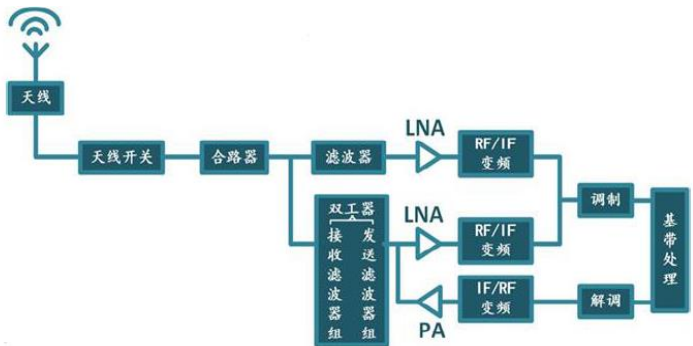 天线
天线开关
合路器
滤波器
LNA
RF/IF
变频
双工器
接收滤波器组
发送滤波器组
LNA
RF/IF
变频
PA
IF/RF
变频
调制
解调
基带处理